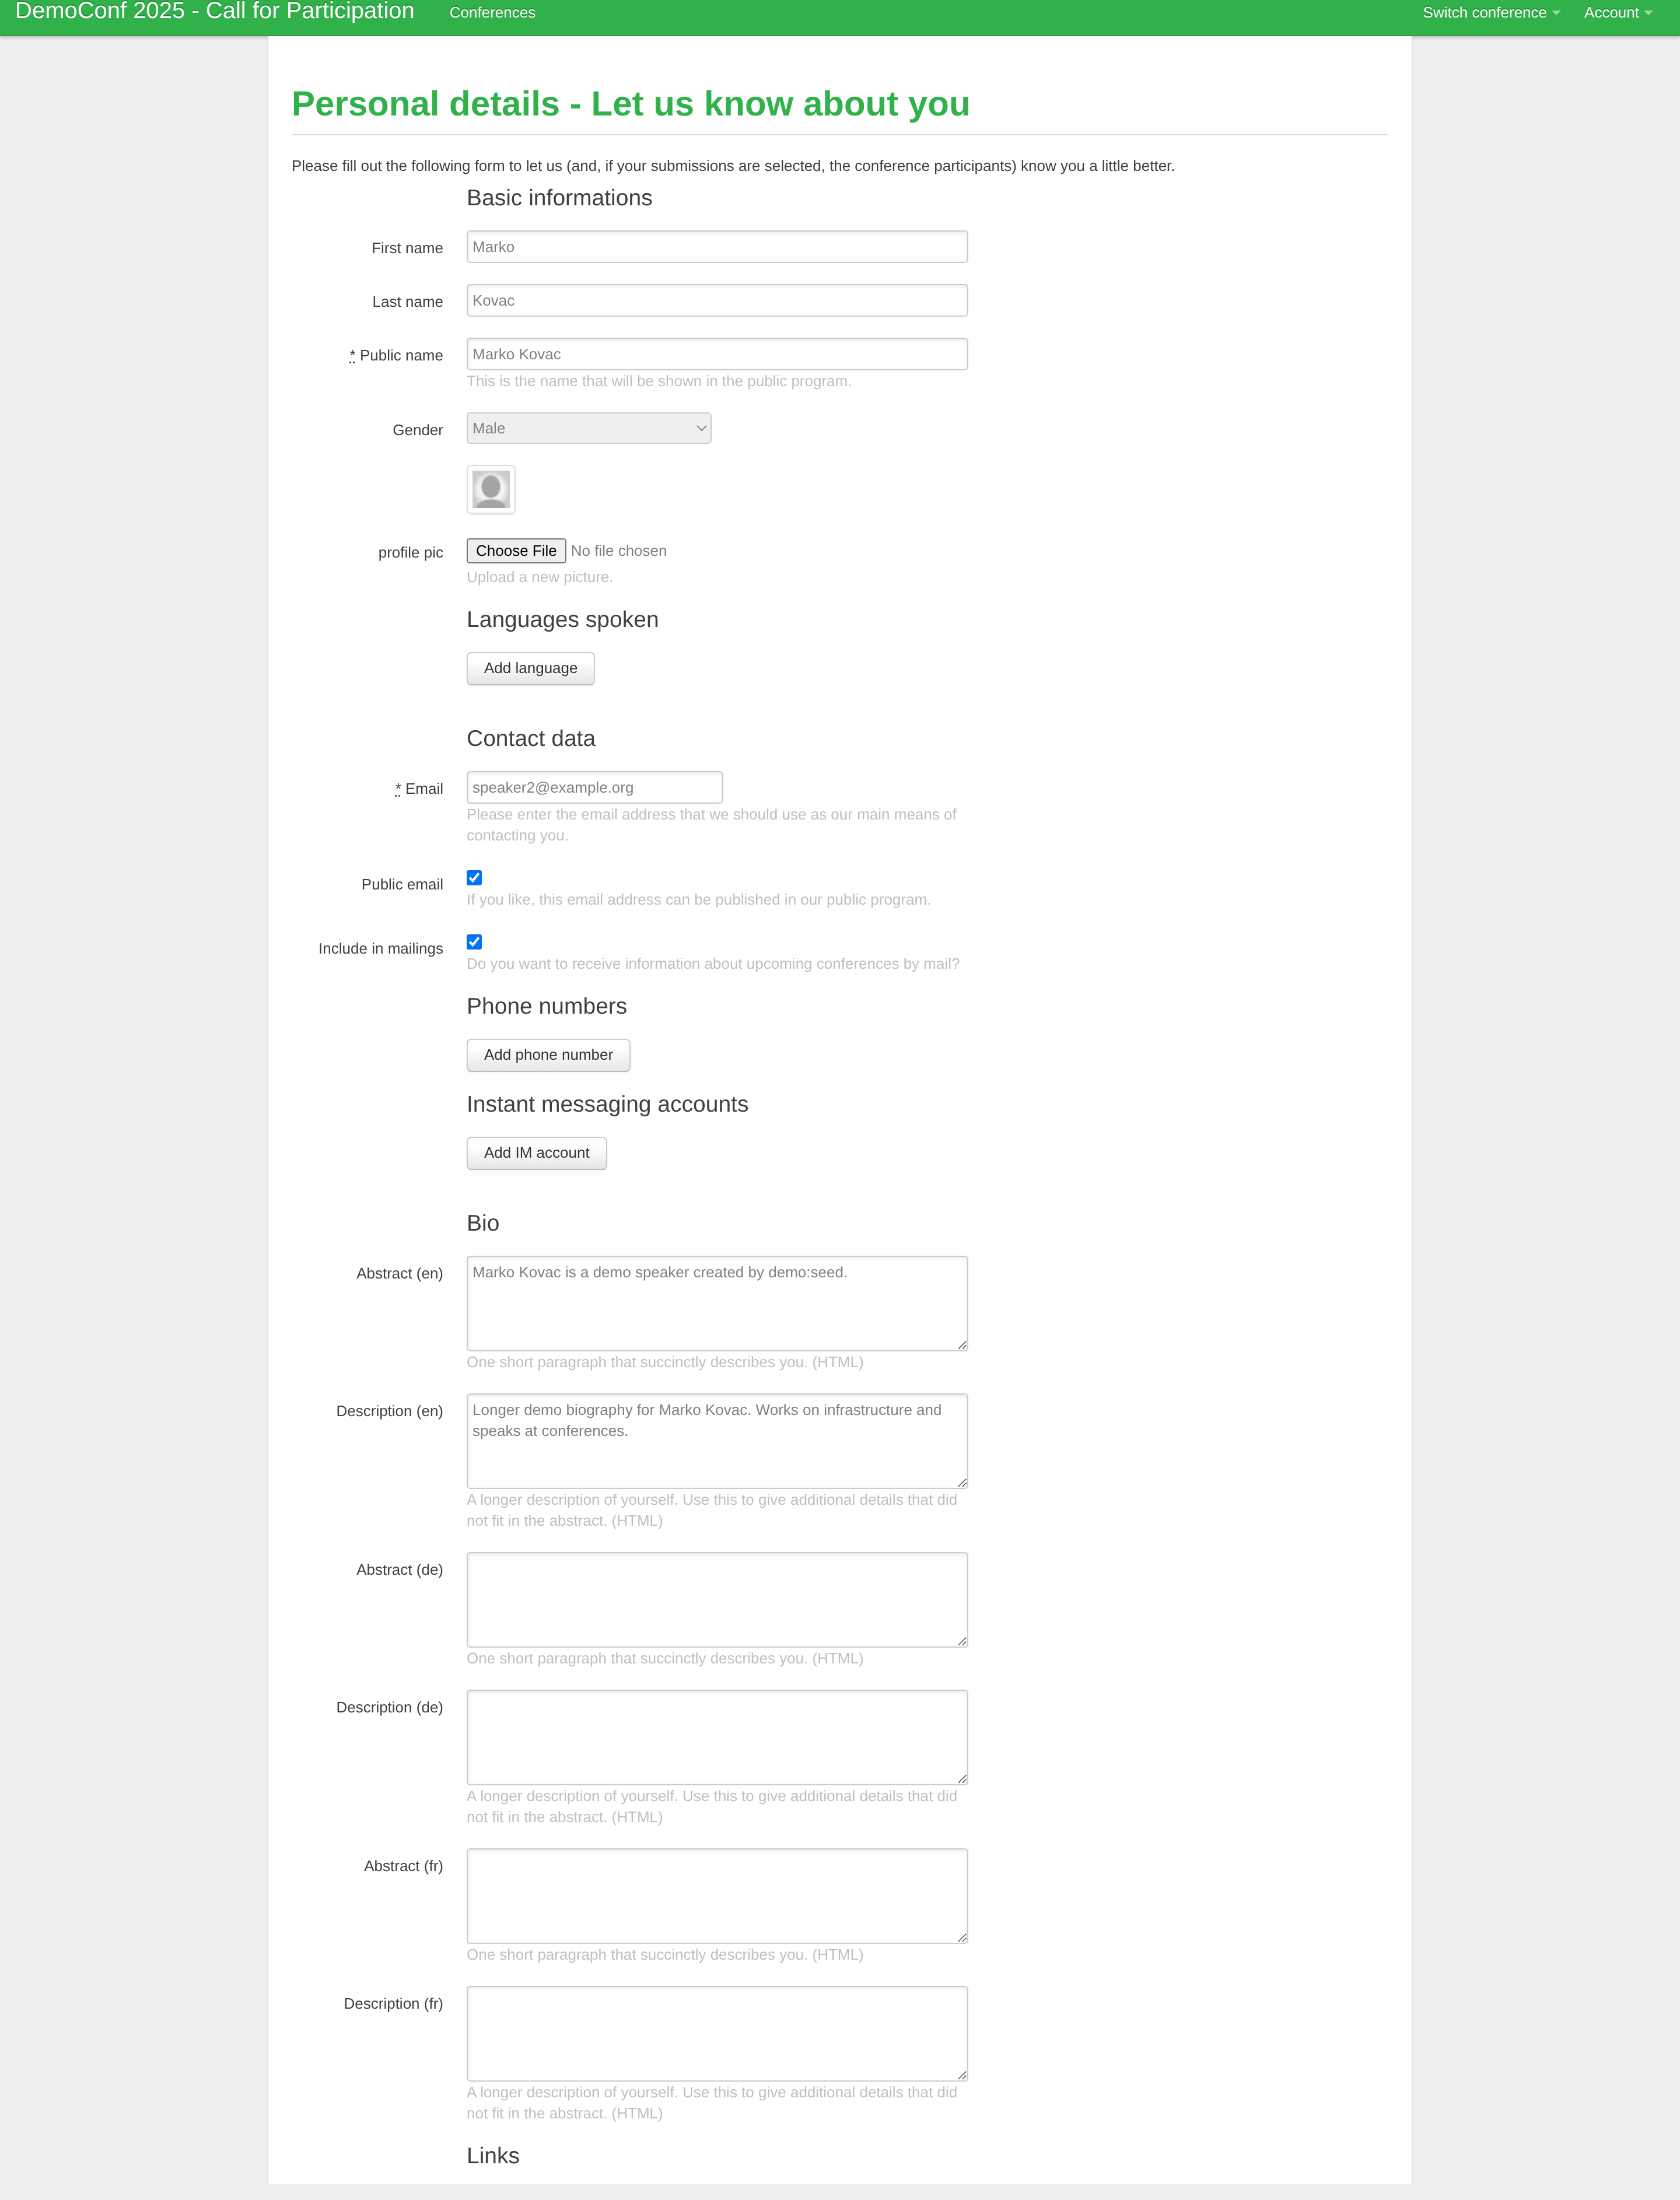 DemoConf 2025 - Call for Participation Conferences Switch conference Account
Personal details - Let us know about you
Please fill out the following form to let us (and, if your submissions are selected, the conference participants) know you a little better.
Basic informations
First name Marko
Last name Kovac
* Public name Marko Kovac
This is the name that will be shown in the public program.
Gender Male
profile pic Choose File No file chosen
Upload a new picture.
Languages spoken
Add language
Contact data
* Email speaker2@example.org
Please enter the email address that we should use as our main means of
contacting you.
Public email
If you like, this email address can be published in our public program.
Include in mailings
Do you want to receive information about upcoming conferences by mail?
Phone numbers
Add phone number
Instant messaging accounts
Add IM account
Bio
Abstract (en) Marko Kovac is a demo speaker created by demo:seed.
One short paragraph that succinctly describes you. (HTML)
Description (en) Longer demo biography for Marko Kovac. Works on infrastructure and
speaks at conferences.
A longer description of yourself. Use this to give additional details that did
not fit in the abstract. (HTML)
Abstract (de)
One short paragraph that succinctly describes you. (HTML)
Description (de)
A longer description of yourself. Use this to give additional details that did
not fit in the abstract. (HTML)
Abstract (fr)
One short paragraph that succinctly describes you. (HTML)
Description (fr)
A longer description of yourself. Use this to give additional details that did
not fit in the abstract. (HTML)
Links